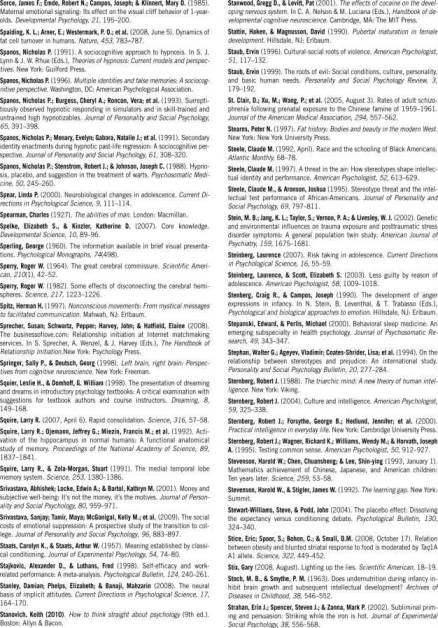 Sorce, James F.; Emde, Robert N.; Campos, Joseph; & Klinnert, Mary D. (1985).
Maternal emotional signaling: Its effect on the visual cliff behavior of 1-year-
olds. Developmental Psychology, 21, 195–200.
Spalding, K. L.; Arner, E.; Westermark, P. O.; et al. (2008, June 5). Dynamics of
fat cell turnover in humans. Nature, 453, 783–787.
Spanos, Nicholas P. (1991). A sociocognitive approach to hypnosis. In S. J.
Lynn & J. W. Rhue (Eds.), Theories of hypnosis: Current models and perspec-
tives. New York: Guilford Press.
Spanos, Nicholas P. (1996). Multiple identities and false memories: A sociocog-
nitive perspective. Washington, DC: American Psychological Association.
Spanos, Nicholas P.; Burgess, Cheryl A.; Roncon, Vera; et al. (1993). Surrepti-
tiously observed hypnotic responding in simulators and in skill-trained and
untrained high hypnotizables. Journal of Personality and Social Psychology,
65, 391–398.
Spanos, Nicholas P.; Menary, Evelyn; Gabora, Natalie J.; et al. (1991). Secondary
identity enactments during hypnotic past-life regression: A sociocognitive per-
spective. Journal of Personality and Social Psychology, 61, 308–320.
Spanos, Nicholas P.; Stenstrom, Robert J.; & Johnson, Joseph C. (1988). Hypno-
sis, placebo, and suggestion in the treatment of warts. Psychosomatic Medi-
cine, 50, 245–260.
Spear, Linda P. (2000). Neurobiological changes in adolescence. Current Di-
rections in Psychological Science, 9, 111–114.
Spearman, Charles (1927). The abilities of man. London: Macmillan.
Spelke, Elizabeth S., & Kinzler, Katherine D. (2007). Core knowledge.
Developmental Science, 10, 89–96.
Sperling, George (1960). The information available in brief visual presenta-
tions. Psychological Monographs, 74(498).
Sperry, Roger W. (1964). The great cerebral commissure. Scientific Ameri-
can, 210(1), 42–52.
Sperry, Roger W. (1982). Some effects of disconnecting the cerebral hemi-
spheres. Science, 217, 1223–1226.
Spitz, Herman H. (1997). Nonconscious movements: From mystical messages
to facilitated communication. Mahwah, NJ: Erlbaum.
Sprecher, Susan; Schwartz, Pepper; Harvey, John; & Hatfield, Elaine (2008).
The businessoflove.com: Relationship initiation at Internet matchmaking
services. In S. Sprecher, A. Wenzel, & J. Harvey (Eds.), The Handbook of
Relationship Initiation. New York: Psychology Press.
Springer, Sally P., & Deutsch, Georg (1998). Left brain, right brain: Perspec-
tives from cognitive neuroscience. New York: Freeman.
Squier, Leslie H., & Domhoff, G. William (1998). The presentation of dreaming
and dreams in introductory psychology textbooks: A critical examination with
suggestions for textbook authors and course instructors. Dreaming, 8,
149–168.
Squire, Larry R. (2007, April 6). Rapid consolidation. Science, 316, 57–58.
Squire, Larry R.; Ojemann, Jeffrey G.; Miezin, Francis M.; et al. (1992). Acti-
vation of the hippocampus in normal humans: A functional anatomical
study of memory. Proceedings of the National Academy of Science, 89,
1837–1841.
Squire, Larry R., & Zola-Morgan, Stuart (1991). The medial temporal lobe
memory system. Science, 253, 1380–1386.
Srivastava, Abhishek; Locke, Edwin A.; & Bartol, Kathryn M. (2001). Money and
subjective well-being: It's not the money, it's the motives. Journal of Person-
ality and Social Psychology, 80, 959–971.
Srivastava, Sanjay; Tamir, Maya; McGonigal, Kelly M.; et al. (2009). The social
costs of emotional suppression: A prospective study of the transition to col-
lege. Journal of Personality and Social Psychology, 96, 883–897.
Staats, Carolyn K., & Staats, Arthur W. (1957). Meaning established by classi-
cal conditioning. Journal of Experimental Psychology, 54, 74–80.
Stajkovic, Alexander D., & Luthans, Fred (1998). Self-efficacy and work-
related performance: A meta-analysis. Psychological Bulletin, 124, 240–261.
Stanley, Damian; Phelps, Elizabeth; & Banaji, Mahzarin (2008). The neural
basis of implicit attitudes. Current Directions in Psychological Science, 17,
164–170.
Stanovich, Keith (2010). How to think straight about psychology (9th ed.).
Boston: Allyn & Bacon.
Stanwood, Gregg D., & Levitt, Pat (2001). The effects of cocaine on the devel-
oping nervous system. In C. A. Nelson & M. Luciana (Eds.), Handbook of de-
velopmental cognitive neuroscience. Cambridge, MA: The MIT Press.
Stattin, Haken, & Magnusson, David (1990). Pubertal maturation in female
development. Hillsdale, NJ: Erlbaum.
Staub, Ervin (1996). Cultural-social roots of violence. American Psychologist,
51, 117–132.
Staub, Ervin (1999). The roots of evil: Social conditions, culture, personality,
and basic human needs. Personality and Social Psychology Review, 3,
179–192.
St. Clair, D.; Xu, M.; Wang, P.; et al. (2005, August 3). Rates of adult schizo-
phrenia following prenatal exposure to the Chinese famine of 1959–1961.
Journal of the American Medical Association, 294, 557–562.
Stearns, Peter N. (1997). Fat history: Bodies and beauty in the modern West.
New York: New York University Press.
Steele, Claude M. (1992, April). Race and the schooling of Black Americans.
Atlantic Monthly, 68–78.
Steele, Claude M. (1997). A threat in the air: How stereotypes shape intellec-
tual identity and performance. American Psychologist, 52, 613–629.
Steele, Claude M., & Aronson, Joshua (1995). Stereotype threat and the intel-
lectual test performance of African-Americans. Journal of Personality and
Social Psychology, 69, 797–811.
Stein, M. B.; Jang, K. L.; Taylor, S.; Vernon, P. A.; & Livesley, W. J. (2002). Genetic
and environmental influences on trauma exposure and posttraumatic stress
disorder symptoms: A general population twin study. American Journal of
Psychiatry, 159, 1675–1681.
Steinberg, Laurence (2007). Risk taking in adolescence. Current Directions
in Psychological Science, 16, 55–59.
Steinberg, Laurence, & Scott, Elizabeth S. (2003). Less guilty by reason of
adolescence. American Psychologist, 58, 1009–1018.
Stenberg, Craig R., & Campos, Joseph (1990). The development of anger
expressions in infancy. In N. Stein, B. Leventhal, & T. Trabasso (Eds.),
Psychological and biological approaches to emotion. Hillsdale, NJ: Erlbaum.
Stepanski, Edward, & Perlis, Michael (2000). Behavioral sleep medicine: An
emerging subspecialty in health psychology. Journal of Psychosomatic Re-
search, 49, 343–347.
Stephan, Walter G.; Ageyev, Vladimir; Coates-Shrider, Lisa; et al. (1994). On the
relationship between stereotypes and prejudice: An international study.
Personality and Social Psychology Bulletin, 20, 277–284.
Sternberg, Robert J. (1988). The triarchic mind: A new theory of human intel-
ligence. New York: Viking.
Sternberg, Robert J. (2004). Culture and intelligence. American Psychologist,
59, 325–338.
Sternberg, Robert J.; Forsythe, George B.; Hedlund, Jennifer; et al. (2000).
Practical intelligence in everyday life. New York: Cambridge University Press.
Sternberg, Robert J.; Wagner, Richard K.; Williams, Wendy M.; & Horvath, Joseph
A. (1995). Testing common sense. American Psychologist, 50, 912–927.
Stevenson, Harold W.; Chen, Chuansheng; & Lee, Shin-ying (1993, January 1).
Mathematics achievement of Chinese, Japanese, and American children:
Ten years later. Science, 259, 53–58.
Stevenson, Harold W., & Stigler, James W. (1992). The learning gap. New York:
Summit.
Stewart-Williams, Steve, & Podd, John (2004). The placebo effect: Dissolving
the expectancy versus conditioning debate. Psychological Bulletin, 130,
324–340.
Stice, Eric; Spoor, S.; Bohon, C.; & Small, D.M. (2008, October 17). Relation
between obesity and blunted striatal response to food is moderated by TaqIA
A1 allele. Science, 322, 449–452.
Stix, Gary (2008, August). Lighting up the lies. Scientific American, 18–19.
Stoch, M. B., & Smythe, P. M. (1963). Does undernutrition during infancy in-
hibit brain growth and subsequent intellectual development? Archives of
Diseases in Childhood, 38, 546–552.
Strahan, Erin J.; Spencer, Steven J.; & Zanna, Mark P. (2002). Subliminal prim-
ing and persuasion: Striking while the iron is hot. Journal of Experimental
Social Psychology, 38, 556–568.